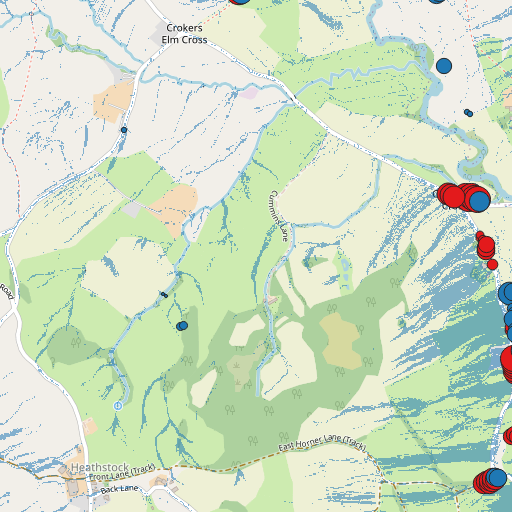 Crokers
Elm Cross
Cummins Lane
Road
East Horner Lane (Track)
Heathstock
Front Lane (Track)
Back Lane